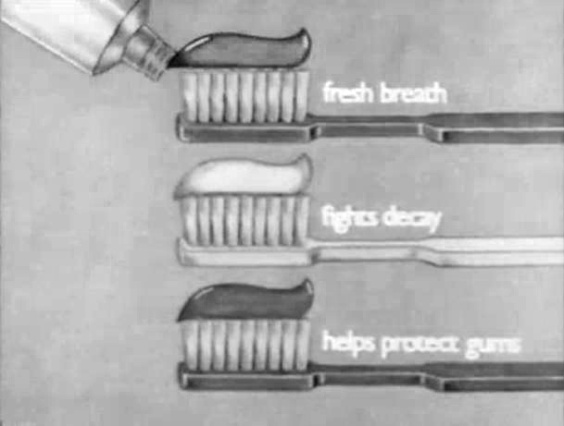 fresh breath
fights decay
helps protect gums